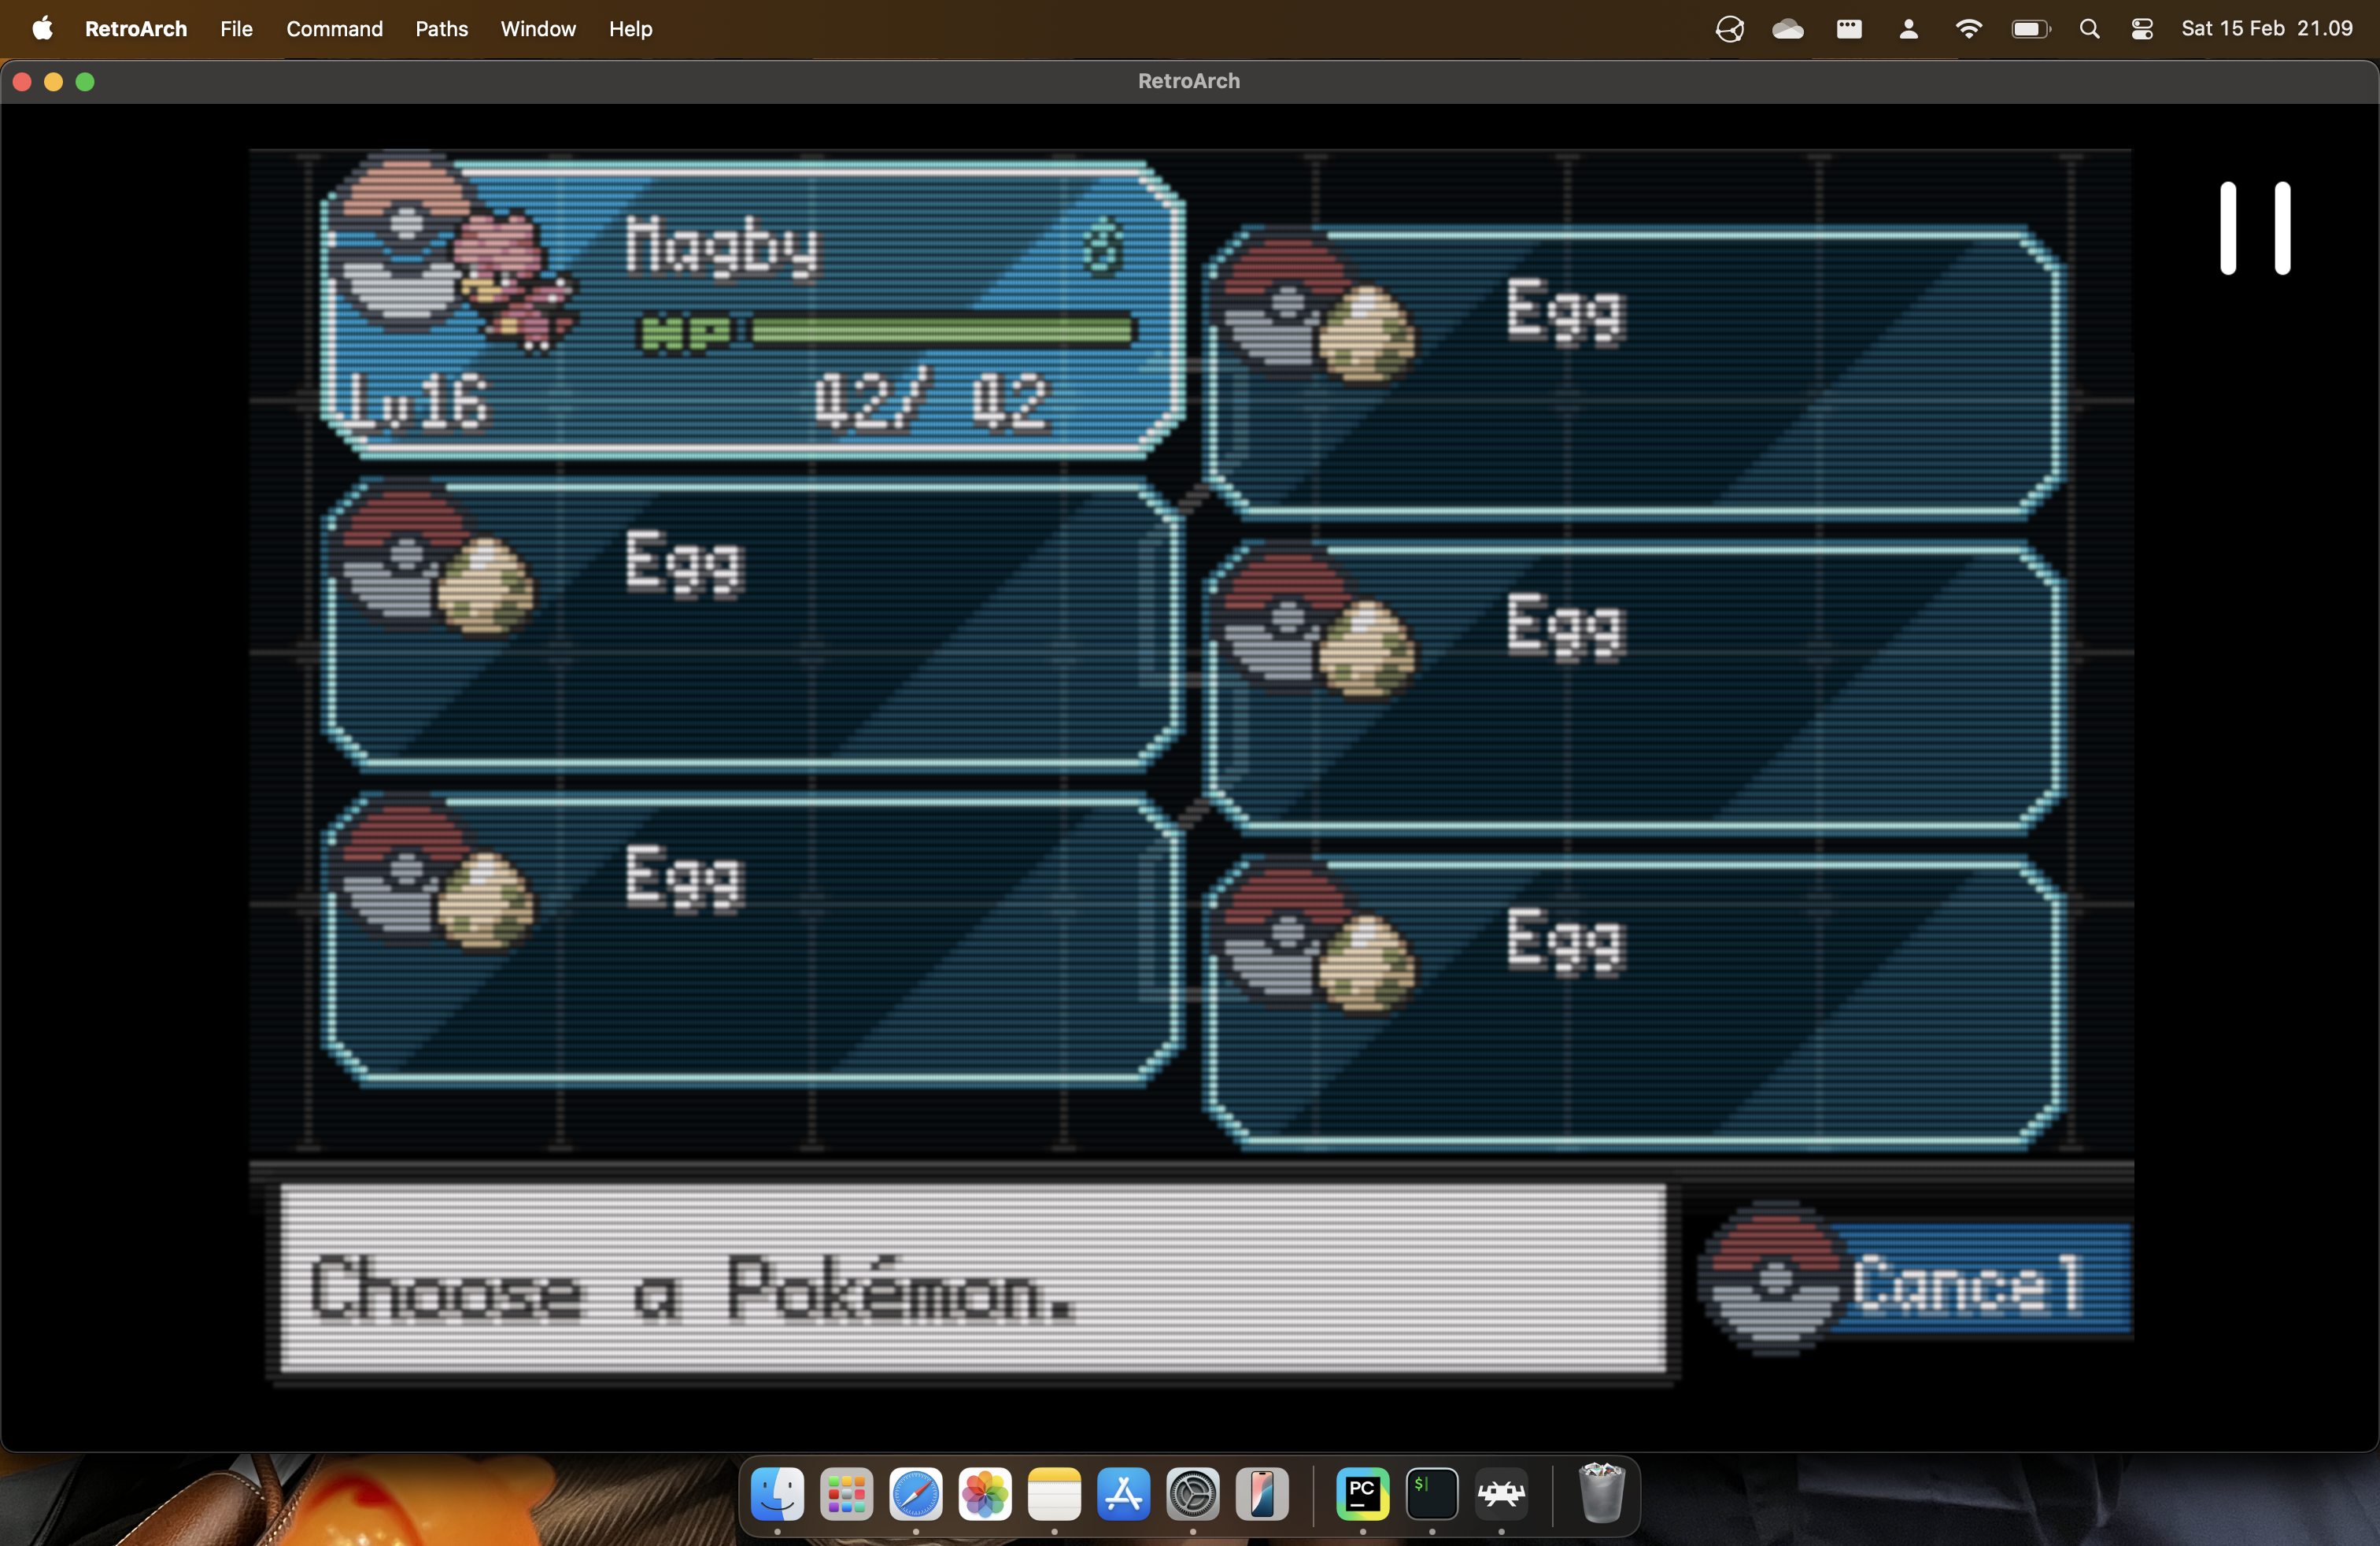 RetroArch File Command Paths Window Help Sat 15 Feb 21.09
RetroArch
Magby
HP
Lv16 42/ 42
Egg
Egg
Egg
Egg
Egg
Choose a Pokémon.
Cancel
PC
$